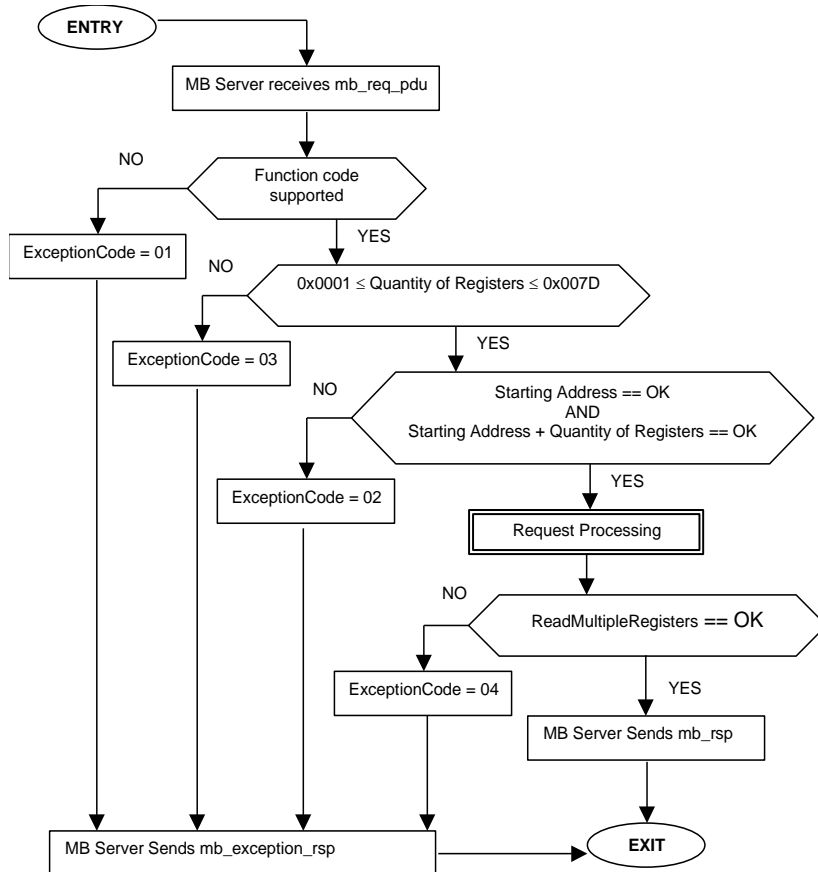 ENTRY
MB Server receives mb_req_pdu
NO
Function code
supported
YES
ExceptionCode = 01
NO
0x0001 ≤ Quantity of Registers ≤ 0x007D
YES
ExceptionCode = 03
NO
Starting Address == OK
AND
Starting Address + Quantity of Registers == OK
YES
ExceptionCode = 02
Request Processing
NO
ReadMultipleRegisters == OK
YES
ExceptionCode = 04
MB Server Sends mb_rsp
MB Server Sends mb_exception_rsp
EXIT